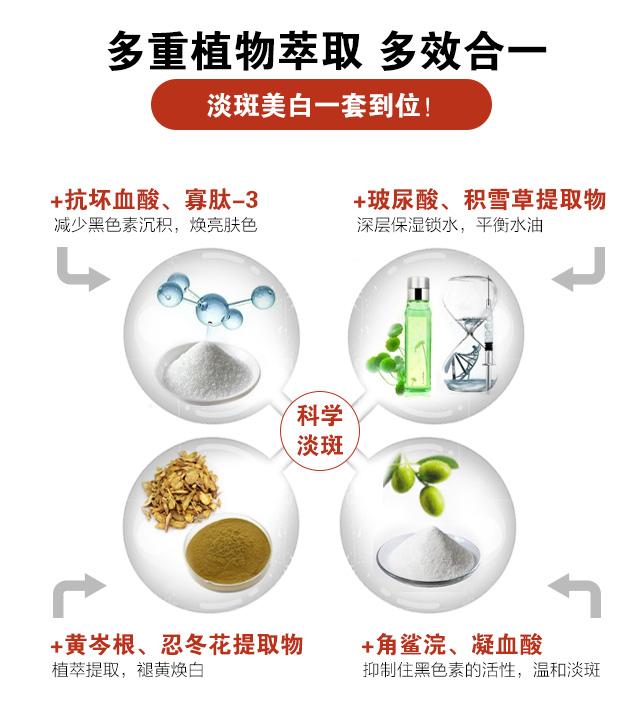 多重植物萃取 多效合一
淡斑美白一套到位！
+抗坏血酸、寡肽-3
减少黑色素沉积，焕亮肤色
+玻尿酸、积雪草提取物
深层保湿锁水，平衡水油
科学
淡斑
+黄岑根、忍冬花提取物
植萃提取，褪黄焕白
+角鲨浣、凝血酸
抑制住黑色素的活性，温和淡斑